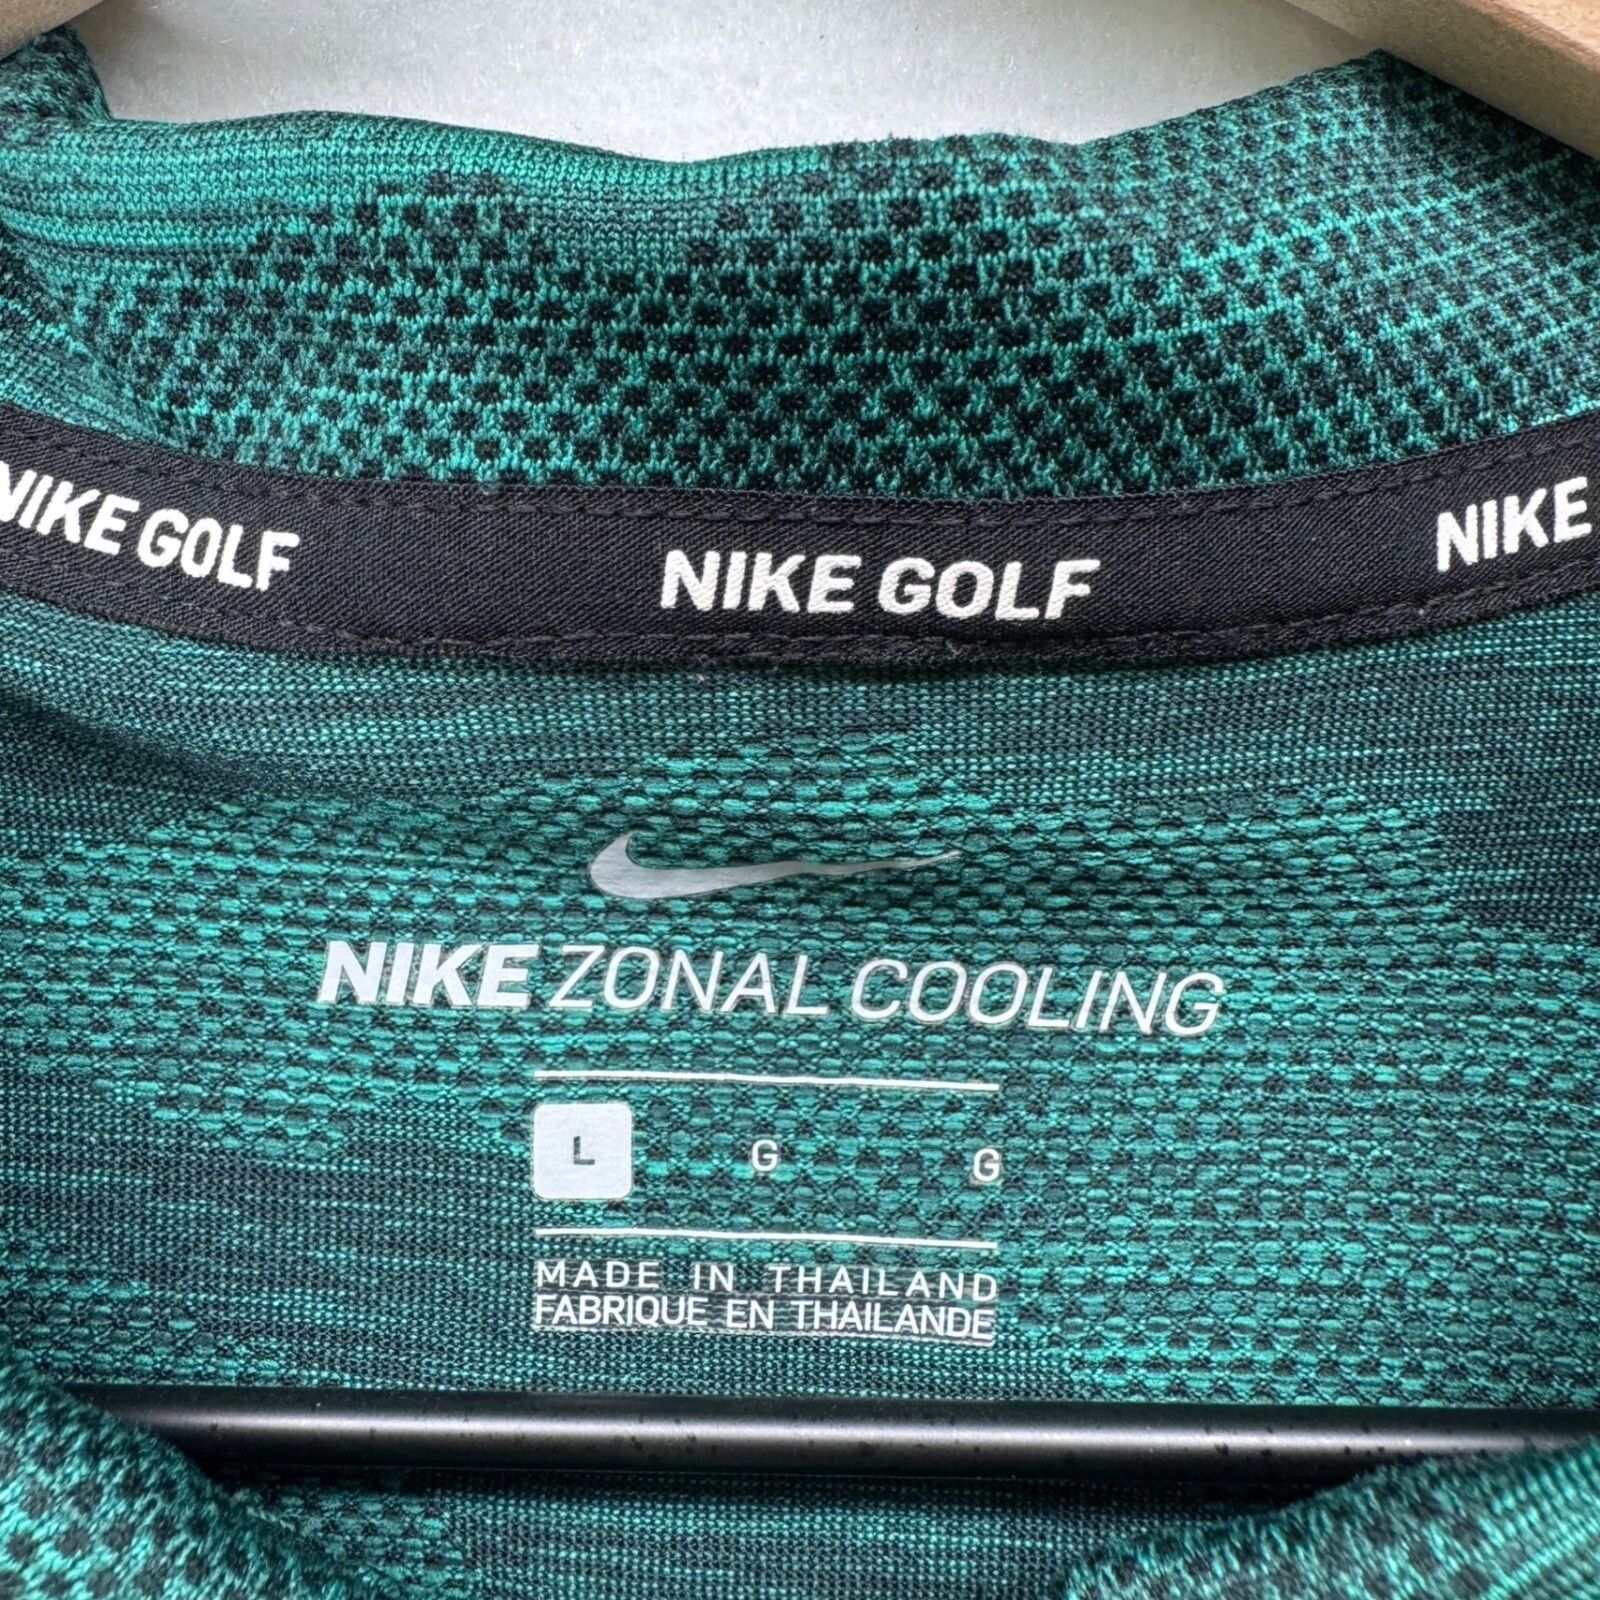 NIKE GOLF NIKE GOLF NIKE
NIKE ZONAL COOLING
L G G
MADE IN THAILAND
FABRIQUE EN THAILANDE